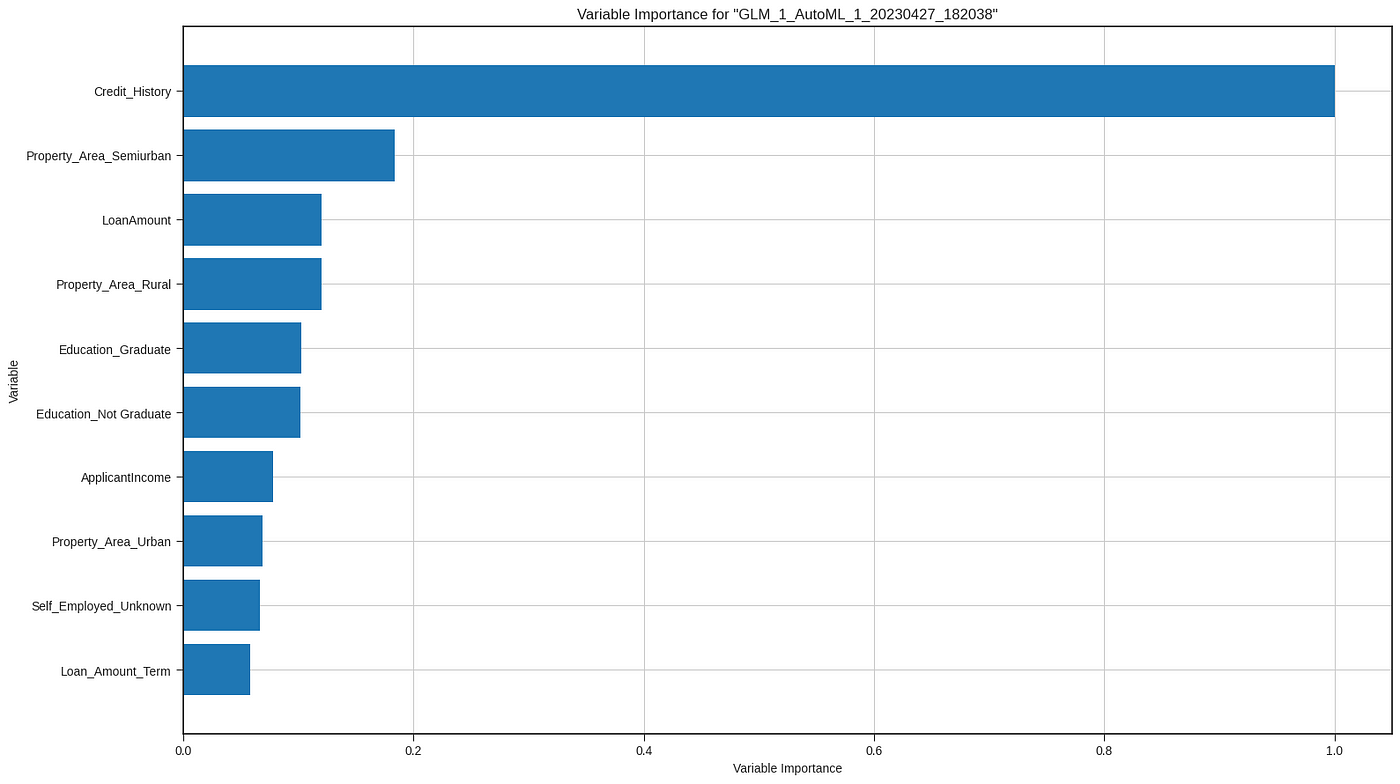 Variable Importance for "GLM_1_AutoML_1_20230427_182038"
Credit_History
Property_Area_Semiurban
LoanAmount
Property_Area_Rural
Education_Graduate
Variable
Education_Not Graduate
ApplicantIncome
Property_Area_Urban
Self_Employed_Unknown
Loan_Amount_Term
0.0 0.2 0.4 0.6 0.8 1.0
Variable Importance